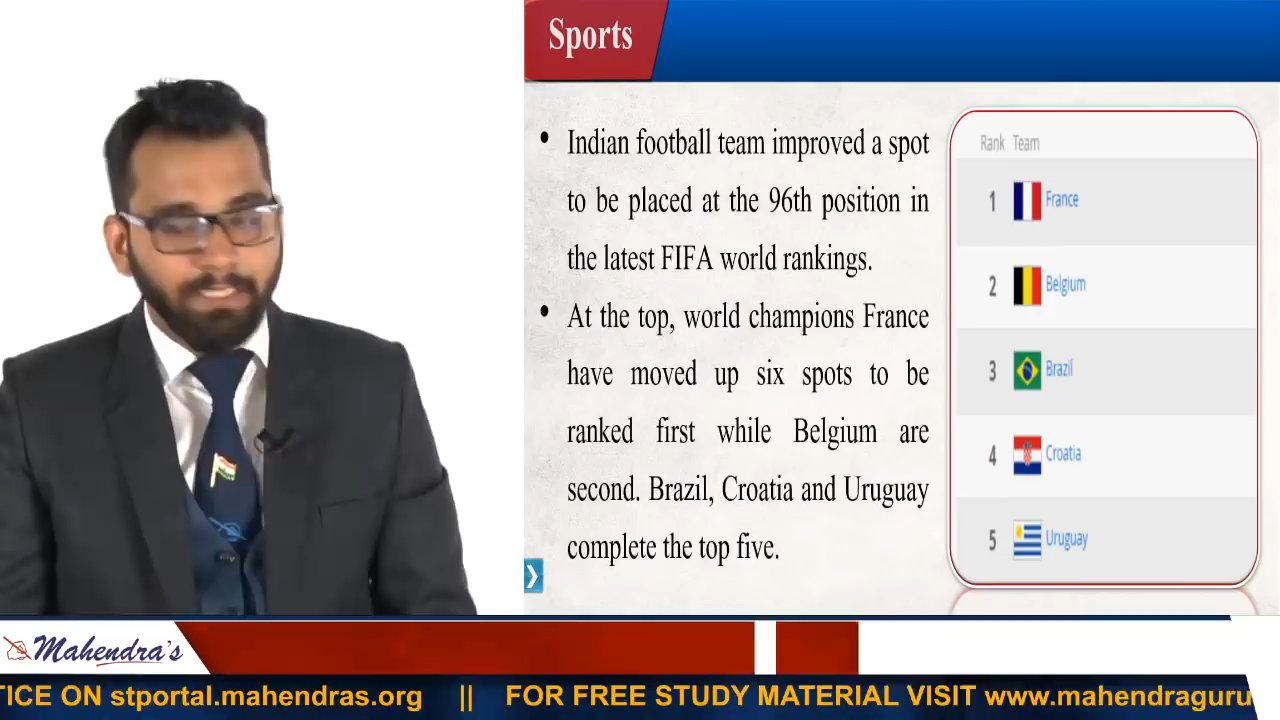 Sports
• Indian football team improved a spot
to be placed at the 96th position in
the latest FIFA world rankings.
• At the top, world champions France
have moved up six spots to be
ranked first while Belgium are
second. Brazil, Croatia and Uruguay
complete the top five.
Rank Team
1 France
2 Belgium
3 Brazil
4 Croatia
5 Uruguay
Mahendra's
TICE ON stportal.mahendras.org || FOR FREE STUDY MATERIAL VISIT www.mahendraguru